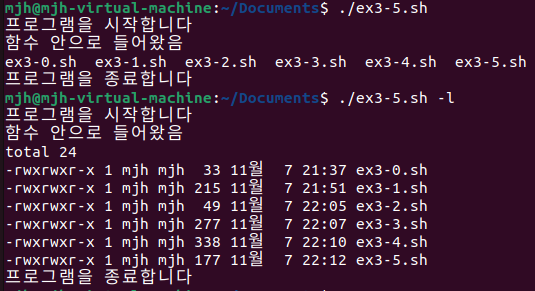 mjh@mjh-virtual-machine:~/Documents$ ./ex3-5.sh
프로그램을 시작합니다
함수 안으로 들어왔음
ex3-0.sh  ex3-1.sh  ex3-2.sh  ex3-3.sh  ex3-4.sh  ex3-5.sh
프로그램을 종료합니다
mjh@mjh-virtual-machine:~/Documents$ ./ex3-5.sh -l
프로그램을 시작합니다
함수 안으로 들어왔음
total 24
-rwxrwxr-x 1 mjh mjh  33 11월  7 21:37 ex3-0.sh
-rwxrwxr-x 1 mjh mjh 215 11월  7 21:51 ex3-1.sh
-rwxrwxr-x 1 mjh mjh  49 11월  7 22:05 ex3-2.sh
-rwxrwxr-x 1 mjh mjh 277 11월  7 22:07 ex3-3.sh
-rwxrwxr-x 1 mjh mjh 338 11월  7 22:10 ex3-4.sh
-rwxrwxr-x 1 mjh mjh 177 11월  7 22:12 ex3-5.sh
프로그램을 종료합니다